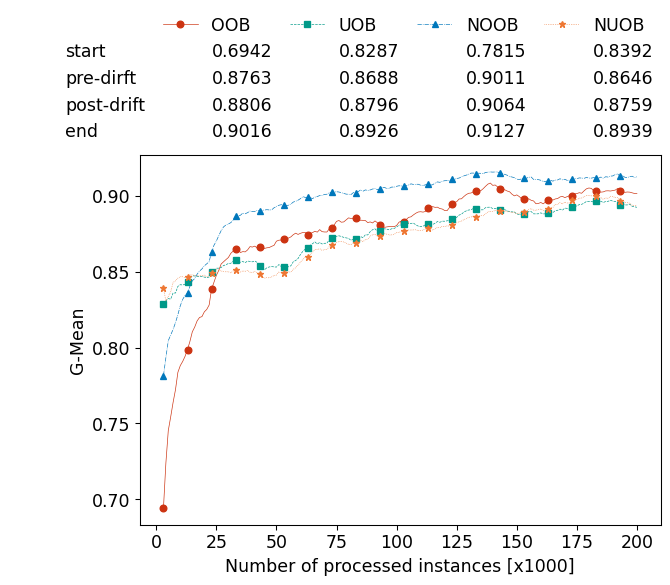 OOB UOB NOOB NUOB
start 0.6942 0.8287 0.7815 0.8392
pre-dirft 0.8763 0.8688 0.9011 0.8646
post-drift 0.8806 0.8796 0.9064 0.8759
end 0.9016 0.8926 0.9127 0.8939
0.90
0.85
0.80
0.75
0.70
G-Mean
0 25 50 75 100 125 150 175 200
Number of processed instances [x1000]